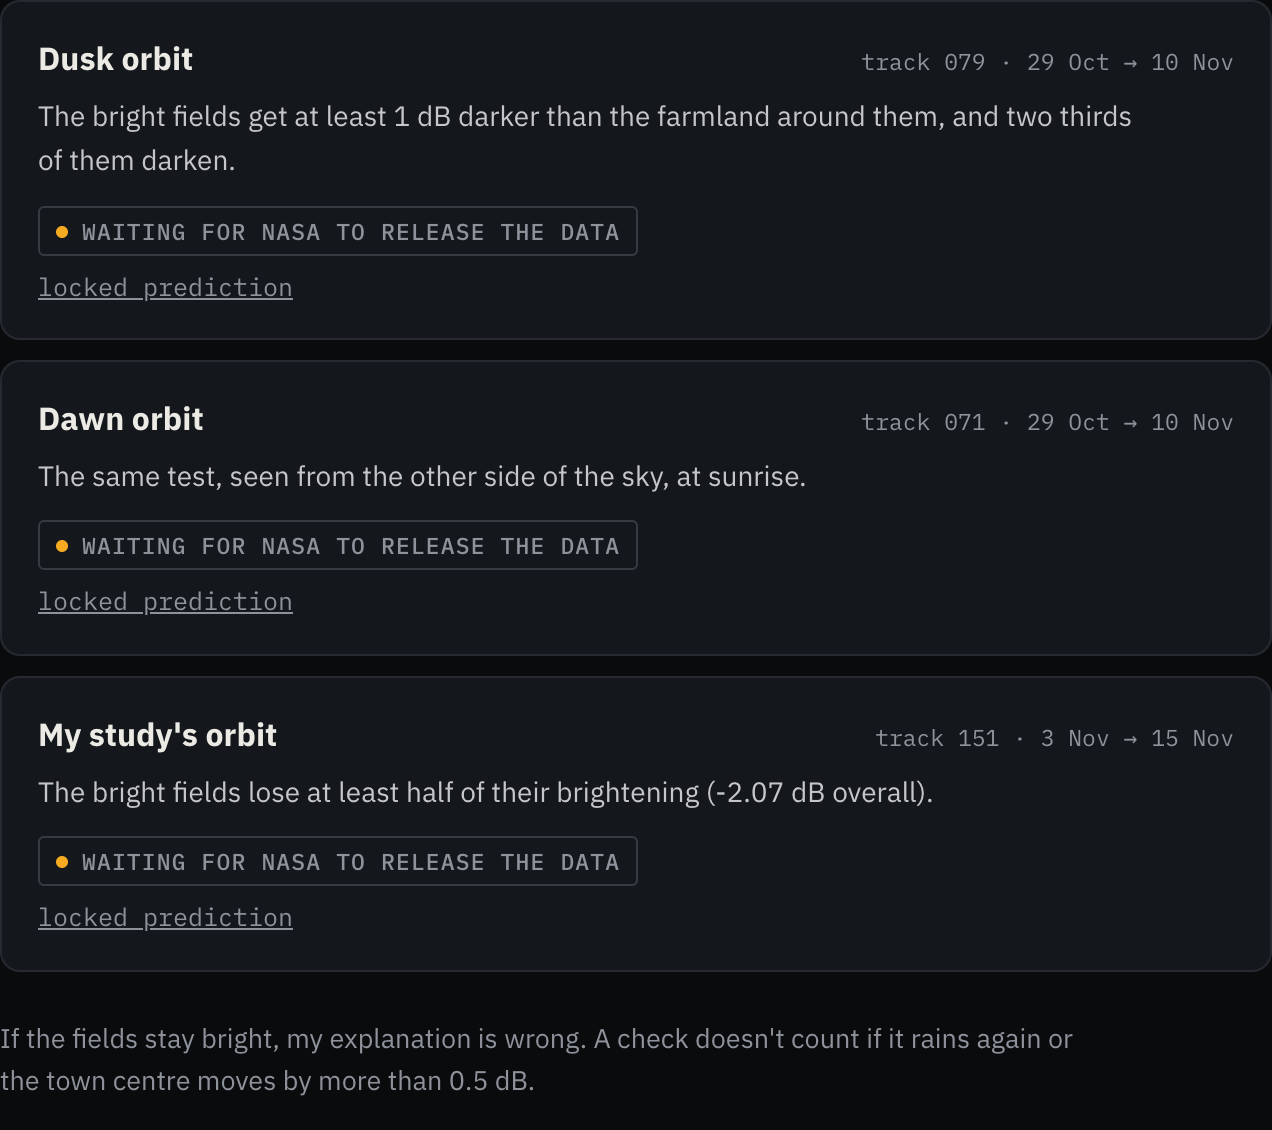 Dusk orbit
track 079 · 29 Oct → 10 Nov
The bright fields get at least 1 dB darker than the farmland around them, and two thirds
of them darken.
WAITING FOR NASA TO RELEASE THE DATA
locked prediction
Dawn orbit
track 071 · 29 Oct → 10 Nov
The same test, seen from the other side of the sky, at sunrise.
WAITING FOR NASA TO RELEASE THE DATA
locked prediction
My study's orbit
track 151 · 3 Nov → 15 Nov
The bright fields lose at least half of their brightening (-2.07 dB overall).
WAITING FOR NASA TO RELEASE THE DATA
locked prediction
If the fields stay bright, my explanation is wrong. A check doesn't count if it rains again or
the town centre moves by more than 0.5 dB.